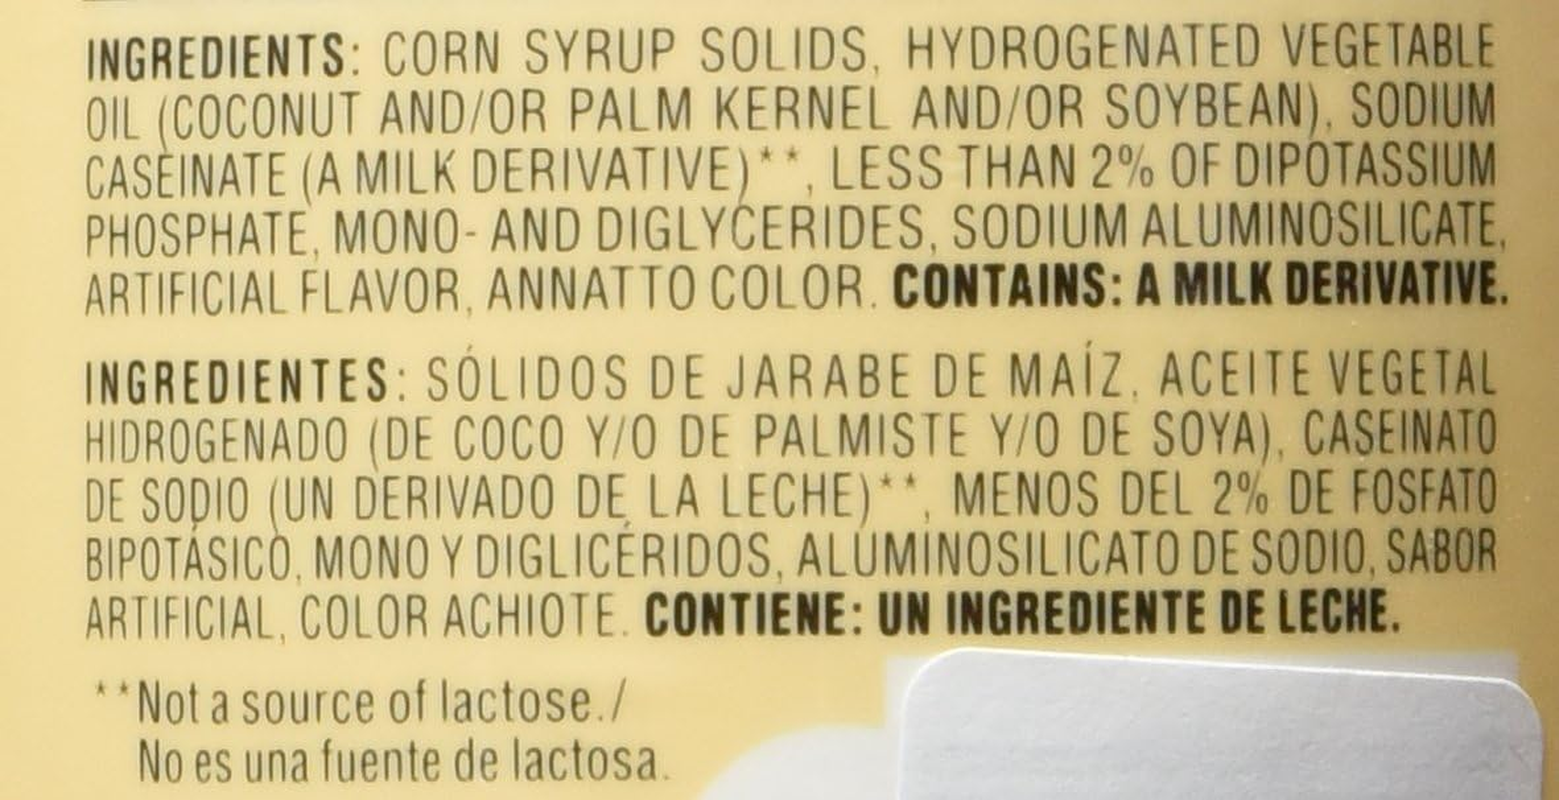 INGREDIENTS: CORN SYRUP SOLIDS, HYDROGENATED VEGETABLE
OIL (COCONUT AND/OR PALM KERNEL AND/OR SOYBEAN), SODIUM
CASEINATE (A MILK DERIVATIVE)**, LESS THAN 2% OF DIPOTASSIUM
PHOSPHATE, MONO- AND DIGLYCERIDES, SODIUM ALUMINOSILICATE,
ARTIFICIAL FLAVOR, ANNATTO COLOR. CONTAINS: A MILK DERIVATIVE.
INGREDIENTES: SÓLIDOS DE JARABE DE MAÍZ, ACEITE VEGETAL
HIDROGENADO (DE COCO Y/O DE PALMISTE Y/O DE SOYA), CASEINATO
DE SODIO (UN DERIVADO DE LA LECHE)**, MENOS DEL 2% DE FOSFATO
BIPOTÁSICO, MONO Y DIGLICÉRIDOS, ALUMINOSILICATO DE SODIO, SABOR
ARTIFICIAL, COLOR ACHIOTE. CONTIENE: UN INGREDIENTE DE LECHE.
**Not a source of lactose./
No es una fuente de lactosa.